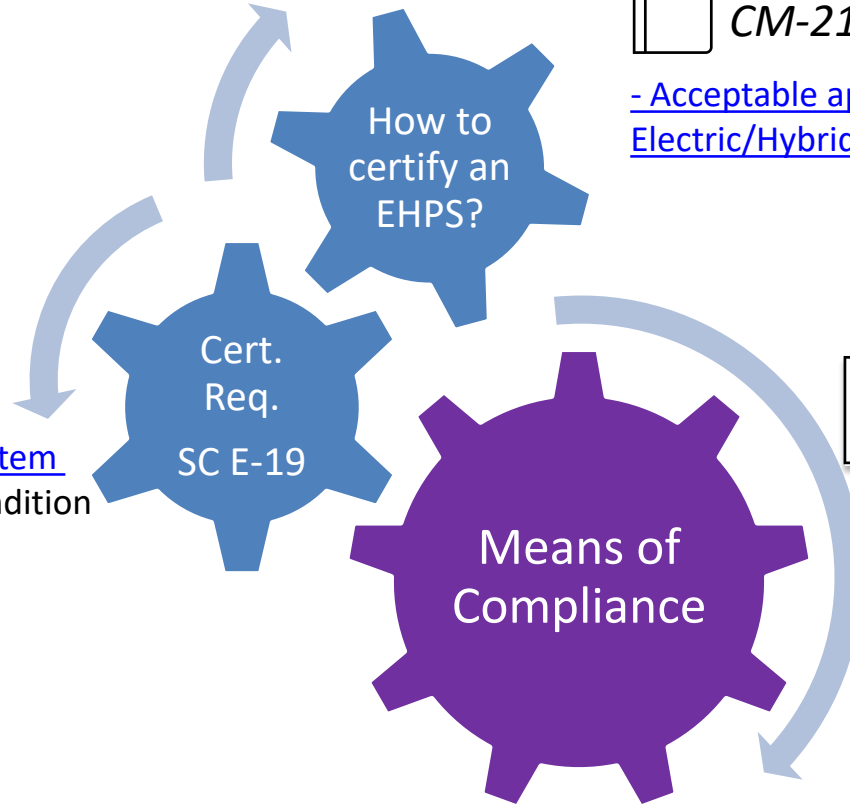 CM-21
- Acceptable ap
Electric/Hybrid
How to
certify an
EHPS?
Cert.
Req.
SC E-19
tem
ndition
Means of
Compliance